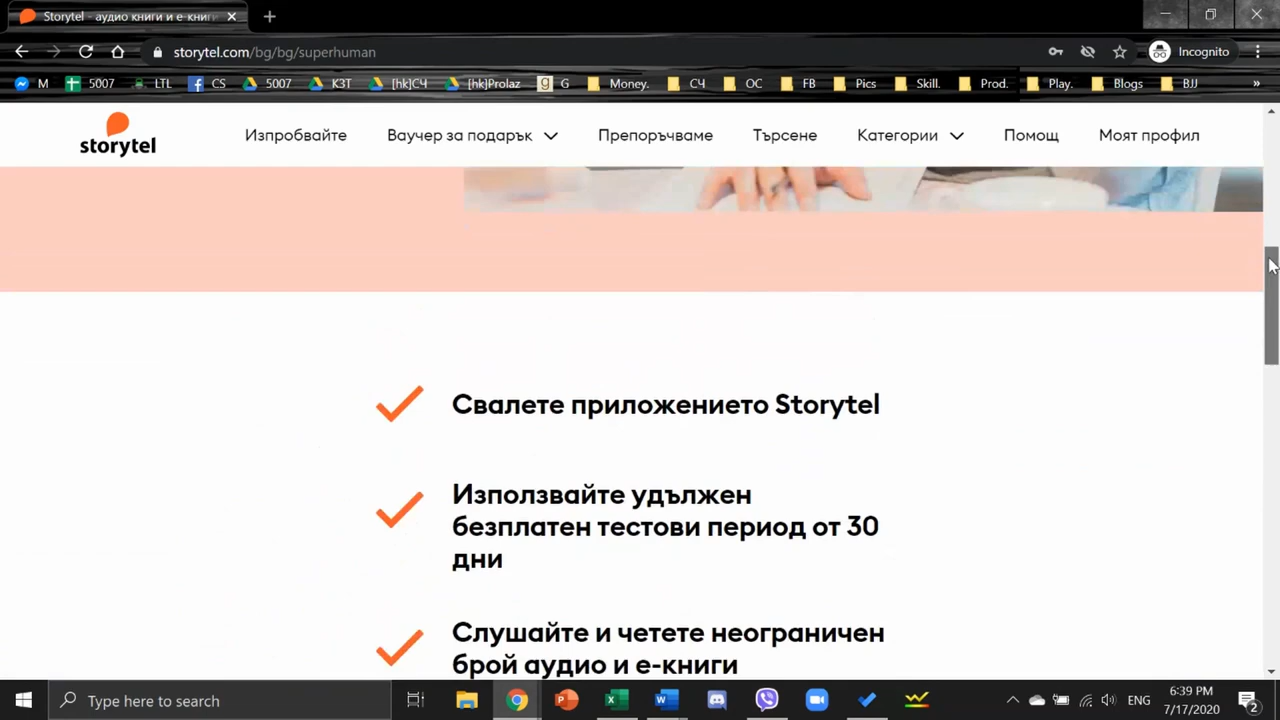 Storytel - аудио книги и е-книги
storytel.com/bg/bg/superhuman
Incognito
M 5007 LTL CS 5007 КЗТ [hk]СЧ [hk]Prolaz G Money. СЧ ОС FB Pics Skill. Prod. Play. Blogs BJJ »
storytel
Изпробвайте Ваучер за подарък Препоръчваме Търсене Категории Помощ Моят профил
Свалете приложението Storytel
Използвайте удължен
безплатен тестови период от 30
дни
Слушайте и четете неограничен
брой аудио и е-книги
Type here to search
ENG
6:39 PM
7/17/2020
2